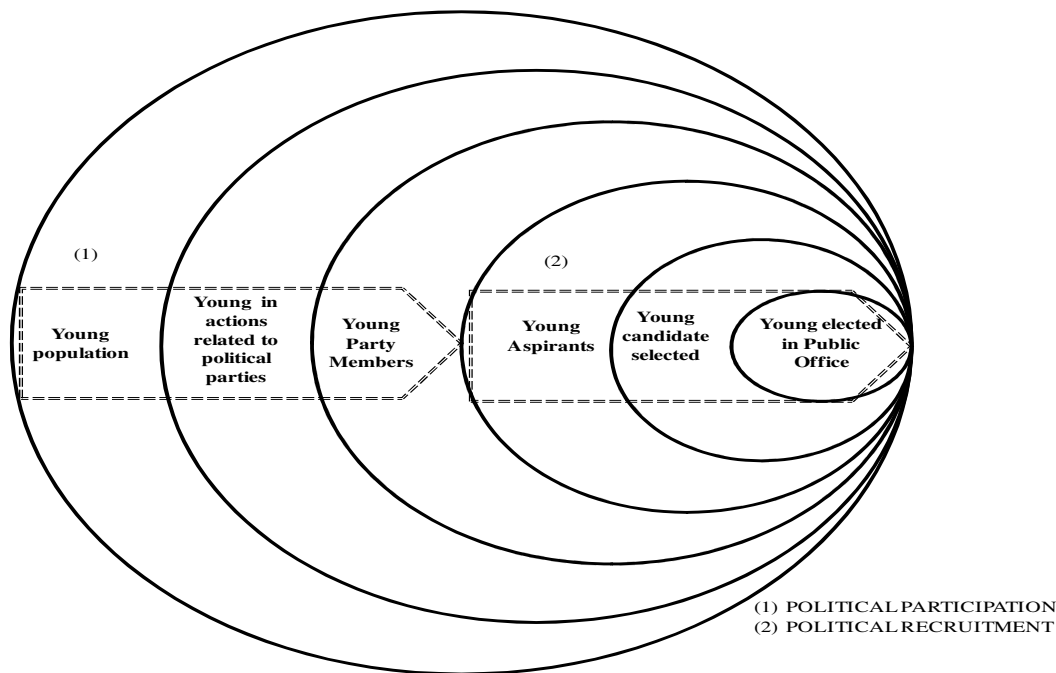 (1)
(2)
Young
population
Young in
actions
related to
political
parties
Young
Party
Members
Young
Aspirants
Young
candidate
selected
Young elected
in Public
Office
(1) POLITICAL PARTICIPATION
(2) POLITICAL RECRUITMENT